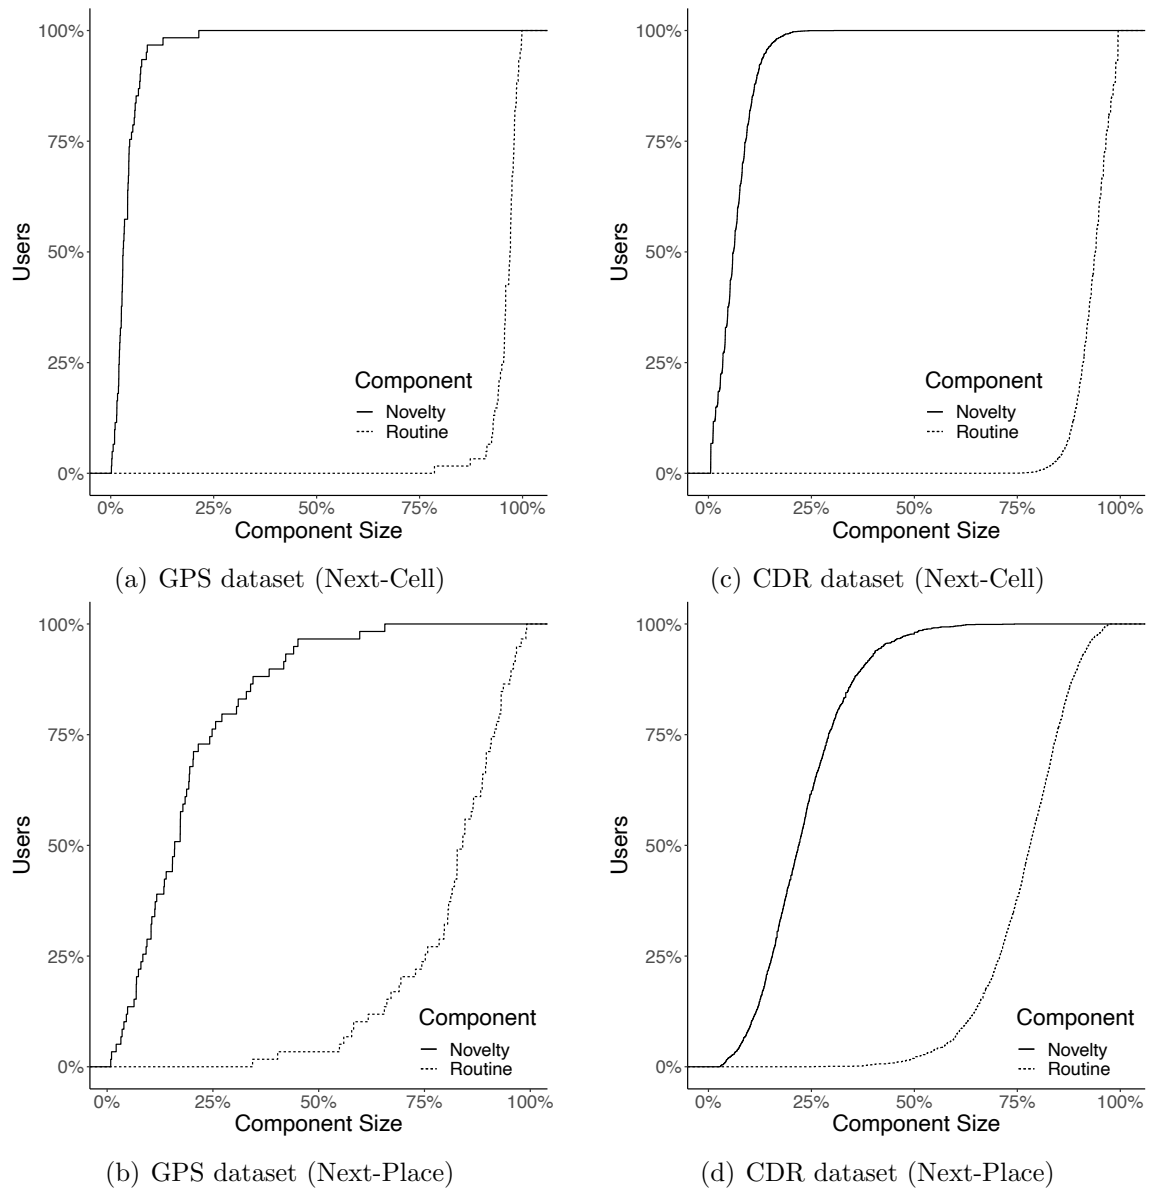 100%
75%
50%
25%
0%
Users
Component
Novelty
Routine
0% 25% 50% 75% 100%
Component Size
(a) GPS dataset (Next-Cell)
100%
75%
50%
25%
0%
Users
Component
Novelty
Routine
0% 25% 50% 75% 100%
Component Size
(c) CDR dataset (Next-Cell)
100%
75%
50%
25%
0%
Users
Component
Novelty
Routine
0% 25% 50% 75% 100%
Component Size
(b) GPS dataset (Next-Place)
100%
75%
50%
25%
0%
Users
Component
Novelty
Routine
0% 25% 50% 75% 100%
Component Size
(d) CDR dataset (Next-Place)